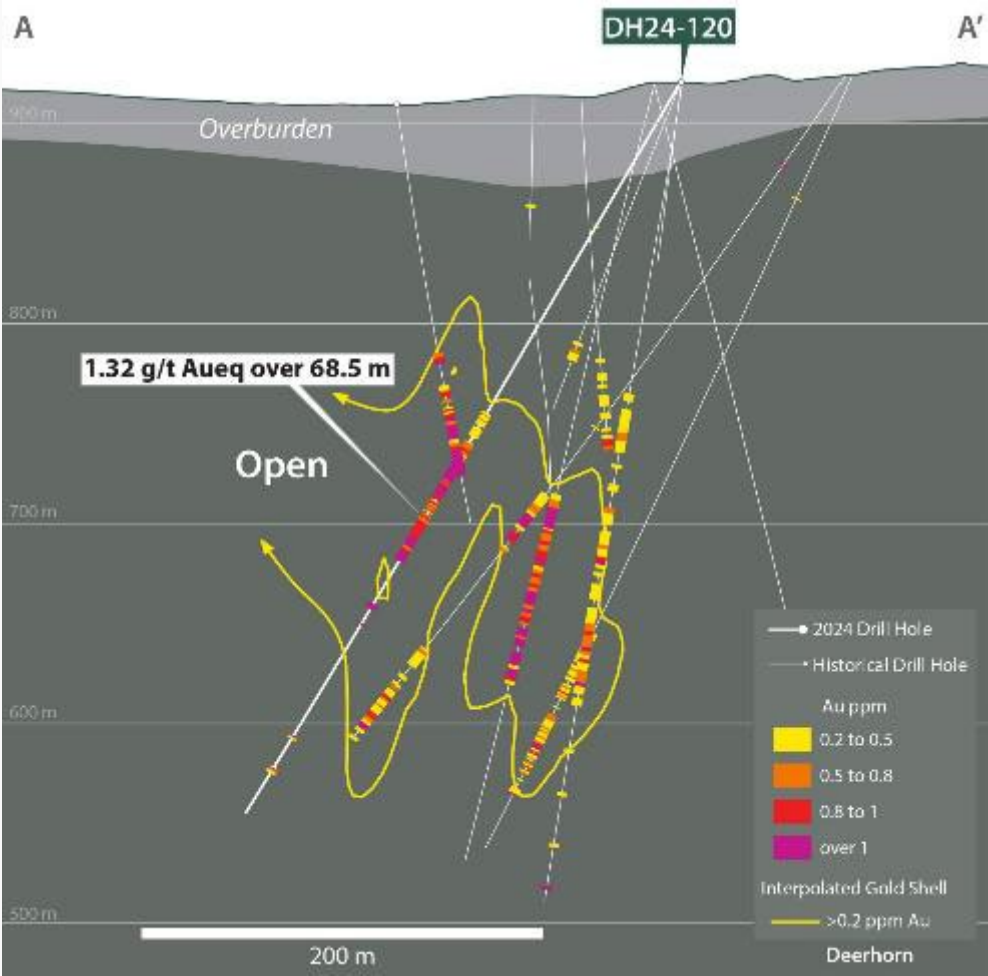 A
DH24-120
A'
900 m
Overburden
800 m
1.32 g/t Aueq over 68.5 m
Open
700 m
2024 Drill Hole
Historical Drill Hole
Au ppm
0.2 to 0.5
0.5 to 0.8
0.8 to 1
over 1
Interpolated Gold Shell
>0.2 ppm Au
600 m
500 m
200 m
Deerhorn